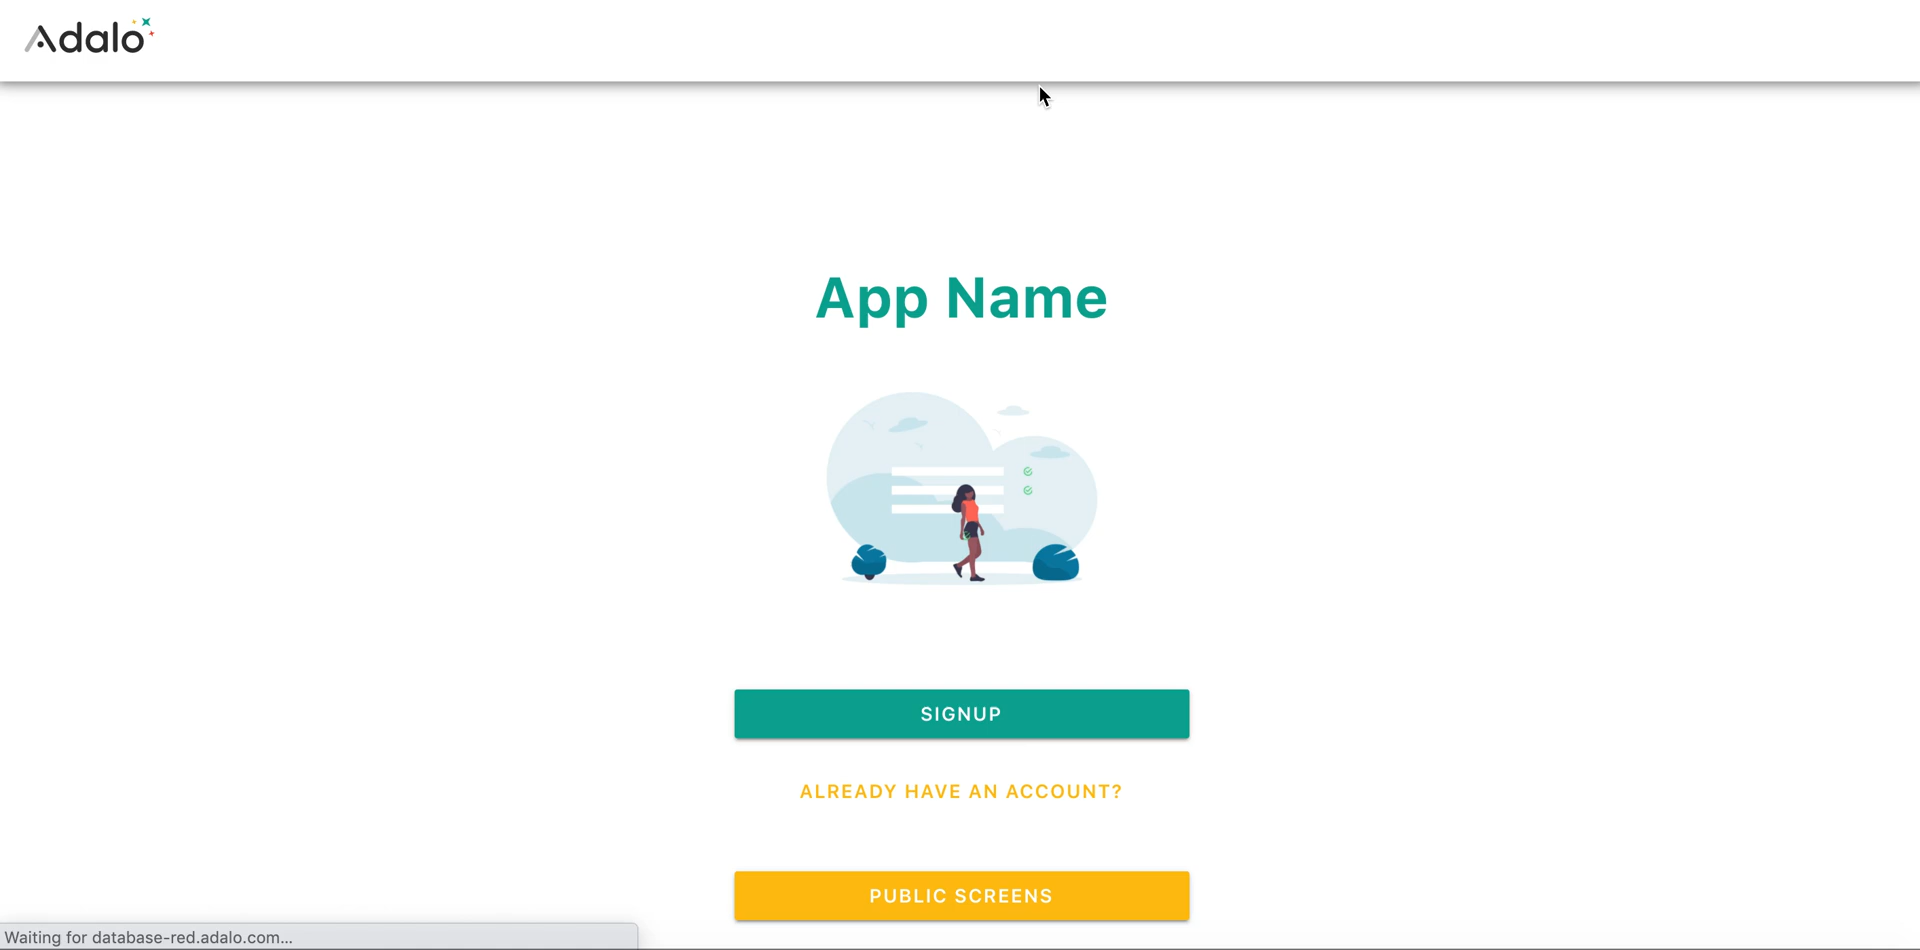 Adalo
App Name
SIGNUP
ALREADY HAVE AN ACCOUNT?
PUBLIC SCREENS
Waiting for database-red.adalo.com...